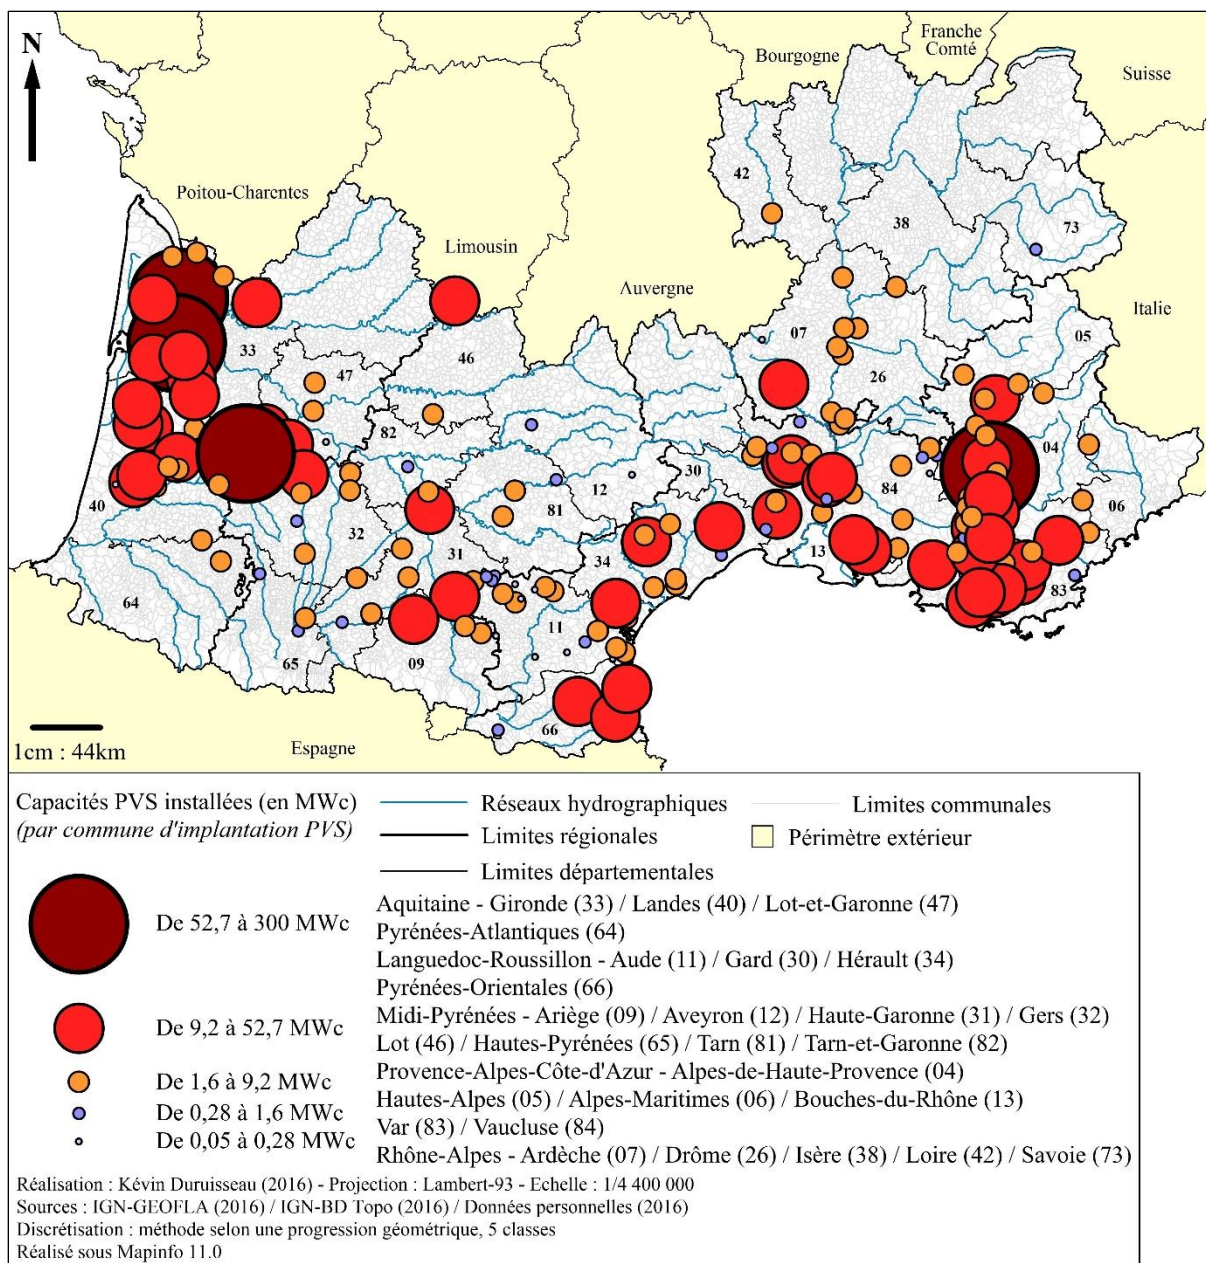 N
Bourgogne
Franche
Comté
Suisse
Poitou-Charentes
42
38
73
Limousin
Auvergne
Italie
33
07
05
46
47
26
82
04
30
12
84
06
40
81
32
34
13
31
83
64
11
09
65
66
1cm : 44km
Espagne
Capacités PVS installées (en MWc)
(par commune d'implantation PVS)
Réseaux hydrographiques
Limites communales
Limites régionales
Périmètre extérieur
Limites départementales
De 52,7 à 300 MWc
De 9,2 à 52,7 MWc
De 1,6 à 9,2 MWc
De 0,28 à 1,6 MWc
De 0,05 à 0,28 MWc
Aquitaine - Gironde (33) / Landes (40) / Lot-et-Garonne (47)
Pyrénées-Atlantiques (64)
Languedoc-Roussillon - Aude (11) / Gard (30) / Hérault (34)
Pyrénées-Orientales (66)
Midi-Pyrénées - Ariège (09) / Aveyron (12) / Haute-Garonne (31) / Gers (32)
Lot (46) / Hautes-Pyrénées (65) / Tarn (81) / Tarn-et-Garonne (82)
Provence-Alpes-Côte-d'Azur - Alpes-de-Haute-Provence (04)
Hautes-Alpes (05) / Alpes-Maritimes (06) / Bouches-du-Rhône (13)
Var (83) / Vaucluse (84)
Rhône-Alpes - Ardèche (07) / Drôme (26) / Isère (38) / Loire (42) / Savoie (73)
Réalisation : Kévin Duruisseau (2016) - Projection : Lambert-93 - Echelle : 1/4 400 000
Sources : IGN-GEOFLA (2016) / IGN-BD Topo (2016) / Données personnelles (2016)
Discrétisation : méthode selon une progression géométrique, 5 classes
Réalisé sous Mapinfo 11.0